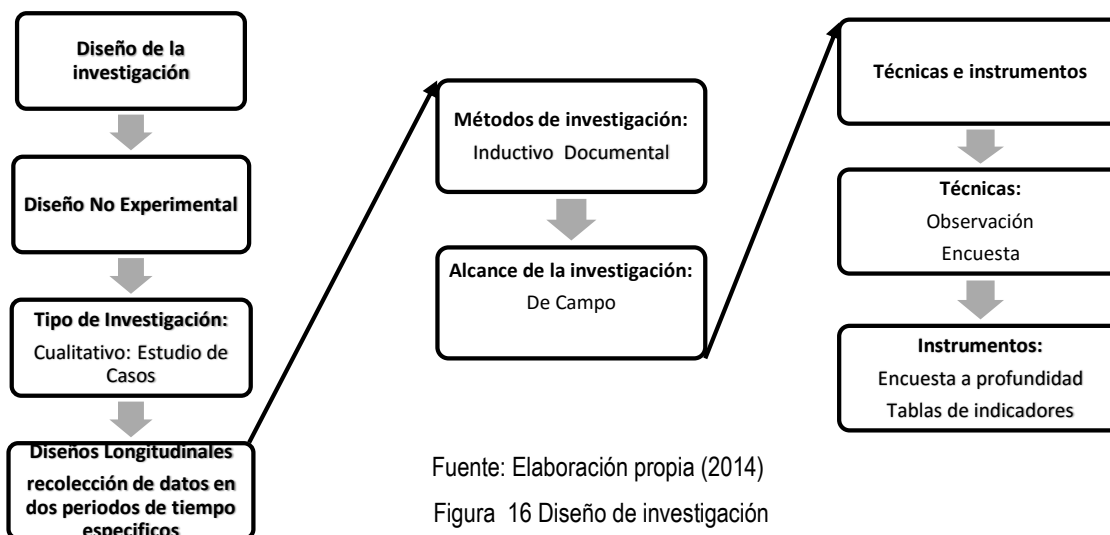 Diseño de la
investigación
Diseño No Experimental
Tipo de Investigación:
Cualitativo: Estudio de
Casos
Diseños Longitudinales
recolección de datos en
dos periodos de tiempo
especificos
Métodos de investigación:
Inductivo Documental
Alcance de la investigación:
De Campo
Técnicas e instrumentos
Técnicas:
Observación
Encuesta
Instrumentos:
Encuesta a profundidad
Tablas de indicadores
Fuente: Elaboración propia (2014)
Figura 16 Diseño de investigación